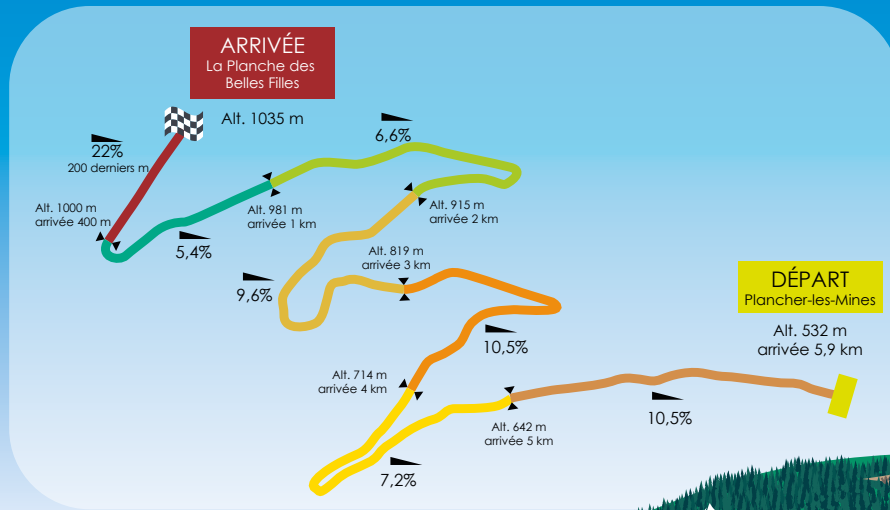 ARRIVÉE
La Planche des
Belles Filles
Alt. 1035 m
6,6%
22%
200 derniers m
Alt. 1000 m
arrivée 400 m
Alt. 981 m
arrivée 1 km
Alt. 915 m
arrivée 2 km
5,4%
Alt. 819 m
arrivée 3 km
9,6%
DÉPART
Plancher-les-Mines
Alt. 532 m
arrivée 5,9 km
10,5%
Alt. 714 m
arrivée 4 km
10,5%
Alt. 642 m
arrivée 5 km
7,2%